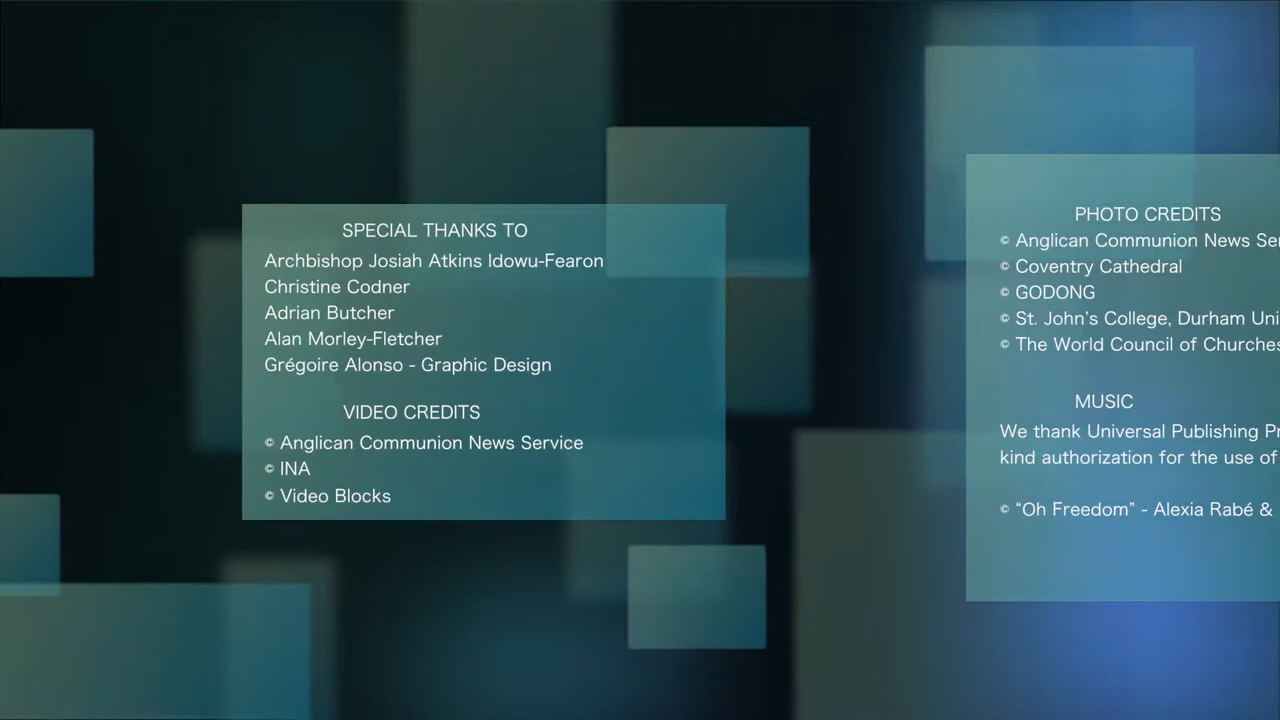 SPECIAL THANKS TO
Archbishop Josiah Atkins Idowu-Fearon
Christine Codner
Adrian Butcher
Alan Morley-Fletcher
Grégoire Alonso - Graphic Design
VIDEO CREDITS
© Anglican Communion News Service
© INA
© Video Blocks
PHOTO CREDITS
© Anglican Communion News
© Coventry Cathedral
© GODONG
© St. John's College, Durham
© The World Council of Churches
MUSIC
We thank Universal Publishing
kind authorization for the use of
© “Oh Freedom” - Alexia Rabé &